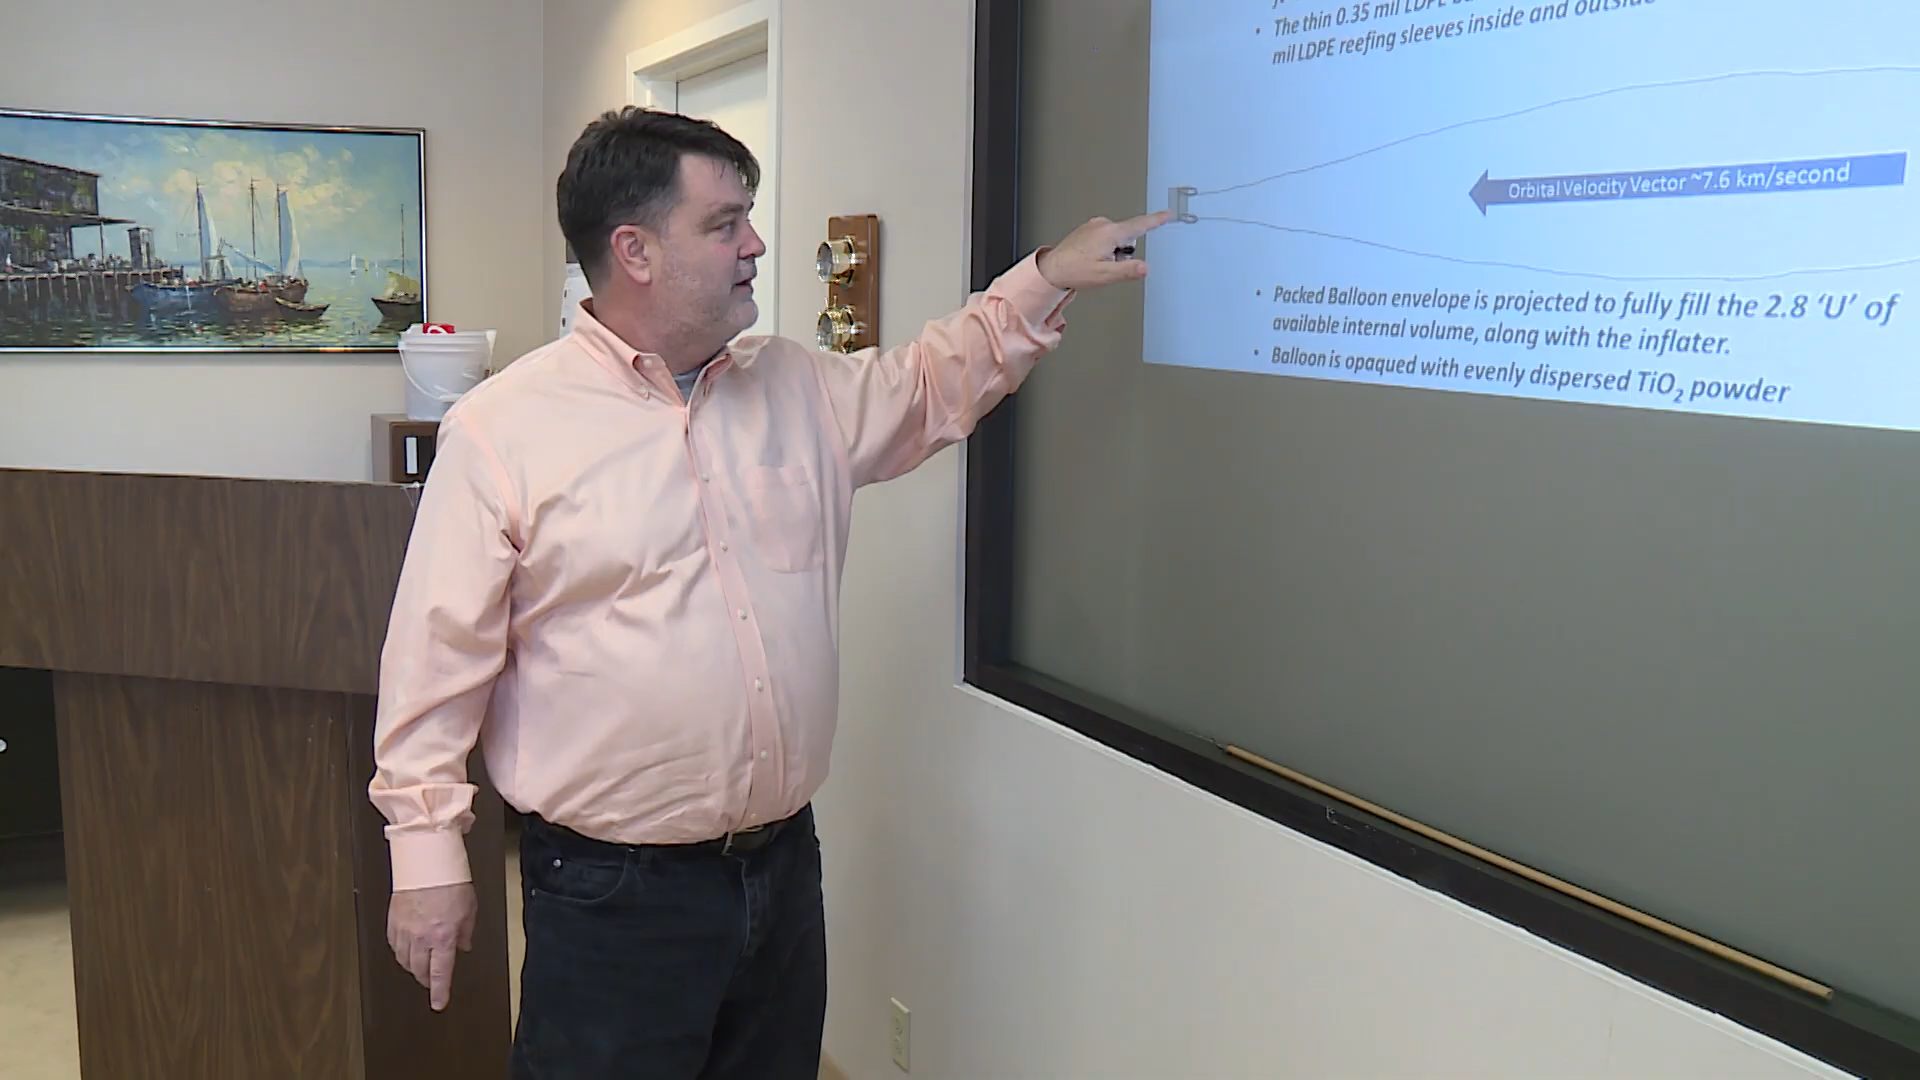 The thin 0.35 mil LDPE
mil LDPE reefing sleeves inside and outside
Orbital Velocity Vector ~7.6 km/second
• Packed Balloon envelope is projected to fully fill the 2.8 'U' of
available internal volume, along with the inflater.
• Balloon is opaqued with evenly dispersed TiO₂ powder